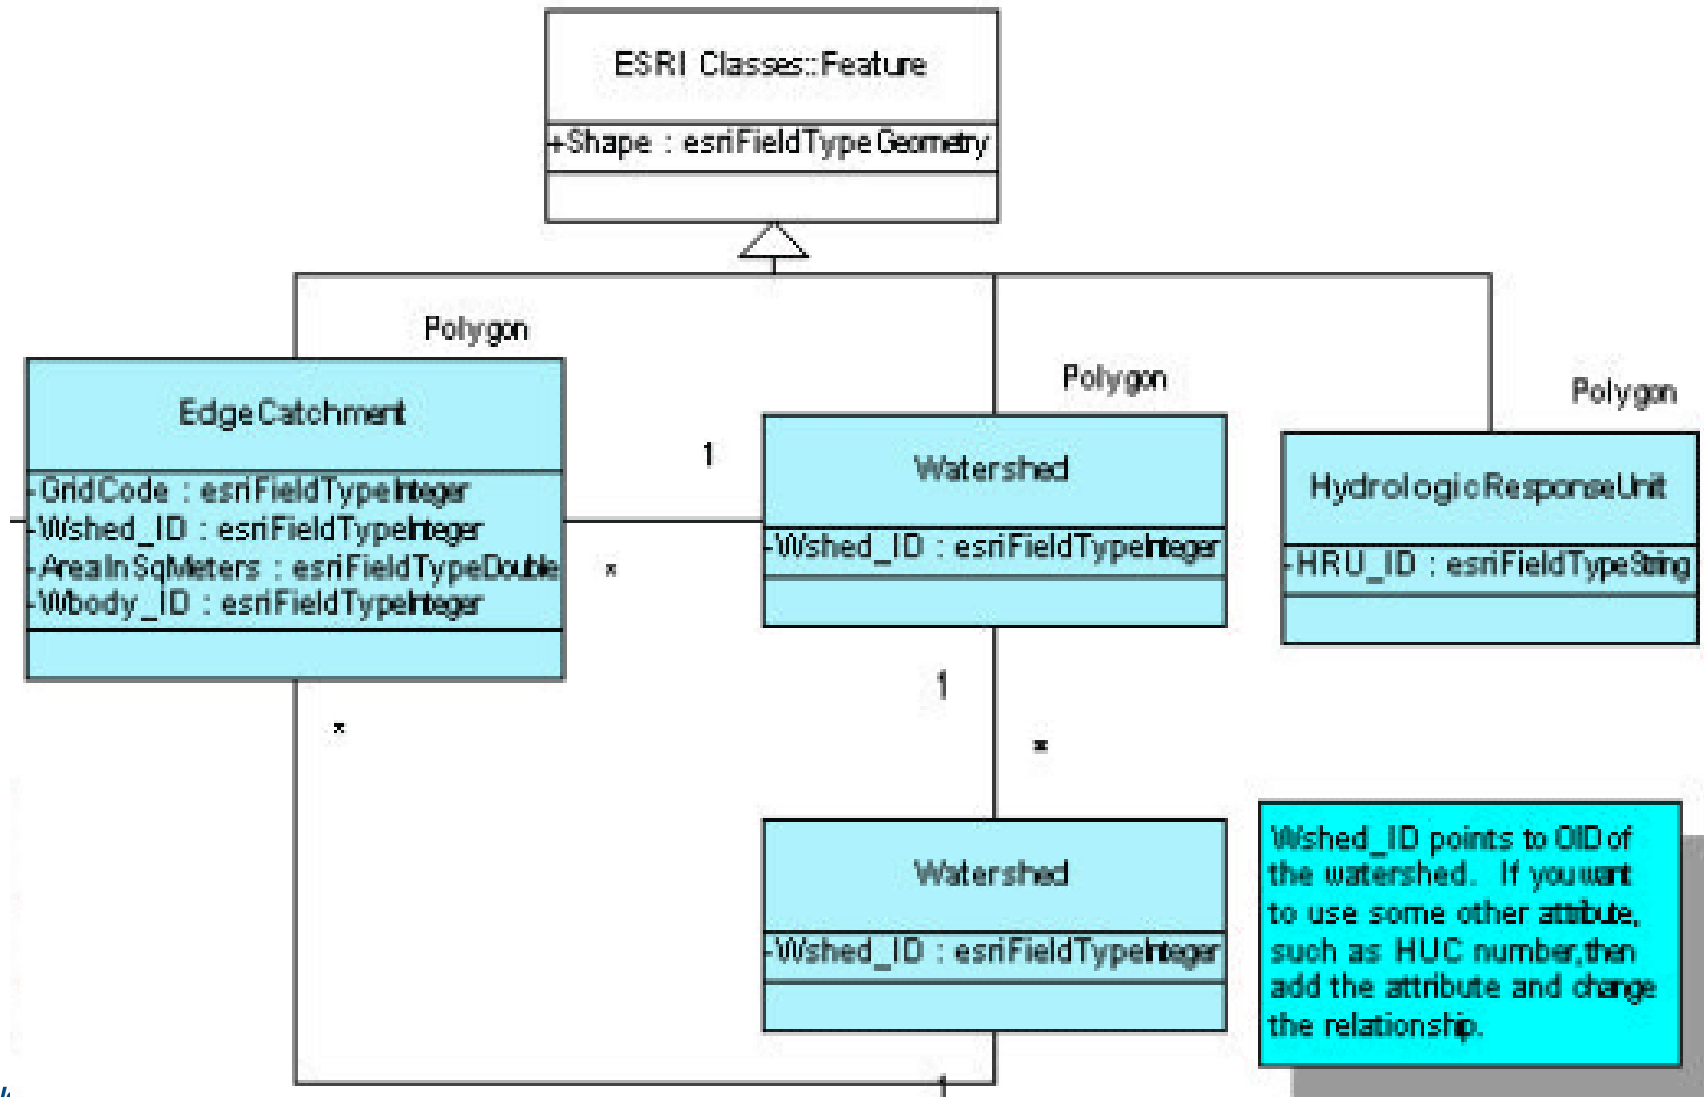 ESRI Classes::Feature
+Shape : esriFieldTypeGeometry
Polygon
EdgeCatchment
-GridCode : esriFieldTypeInteger
-Wshed_ID : esriFieldTypeInteger
-AreaInSqMeters : esriFieldTypeDouble
-Wbody_ID : esriFieldTypeInteger
1
*
*
Polygon
Watershed
-Wshed_ID : esriFieldTypeInteger
1
*
Polygon
HydrologicResponseUnit
-HRU_ID : esriFieldTypeString
Watershed
-Wshed_ID : esriFieldTypeInteger
1
Wshed_ID points to OID of
the watershed. If you want
to use some other attribute,
such as HUC number,then
add the attribute and change
the relationship.